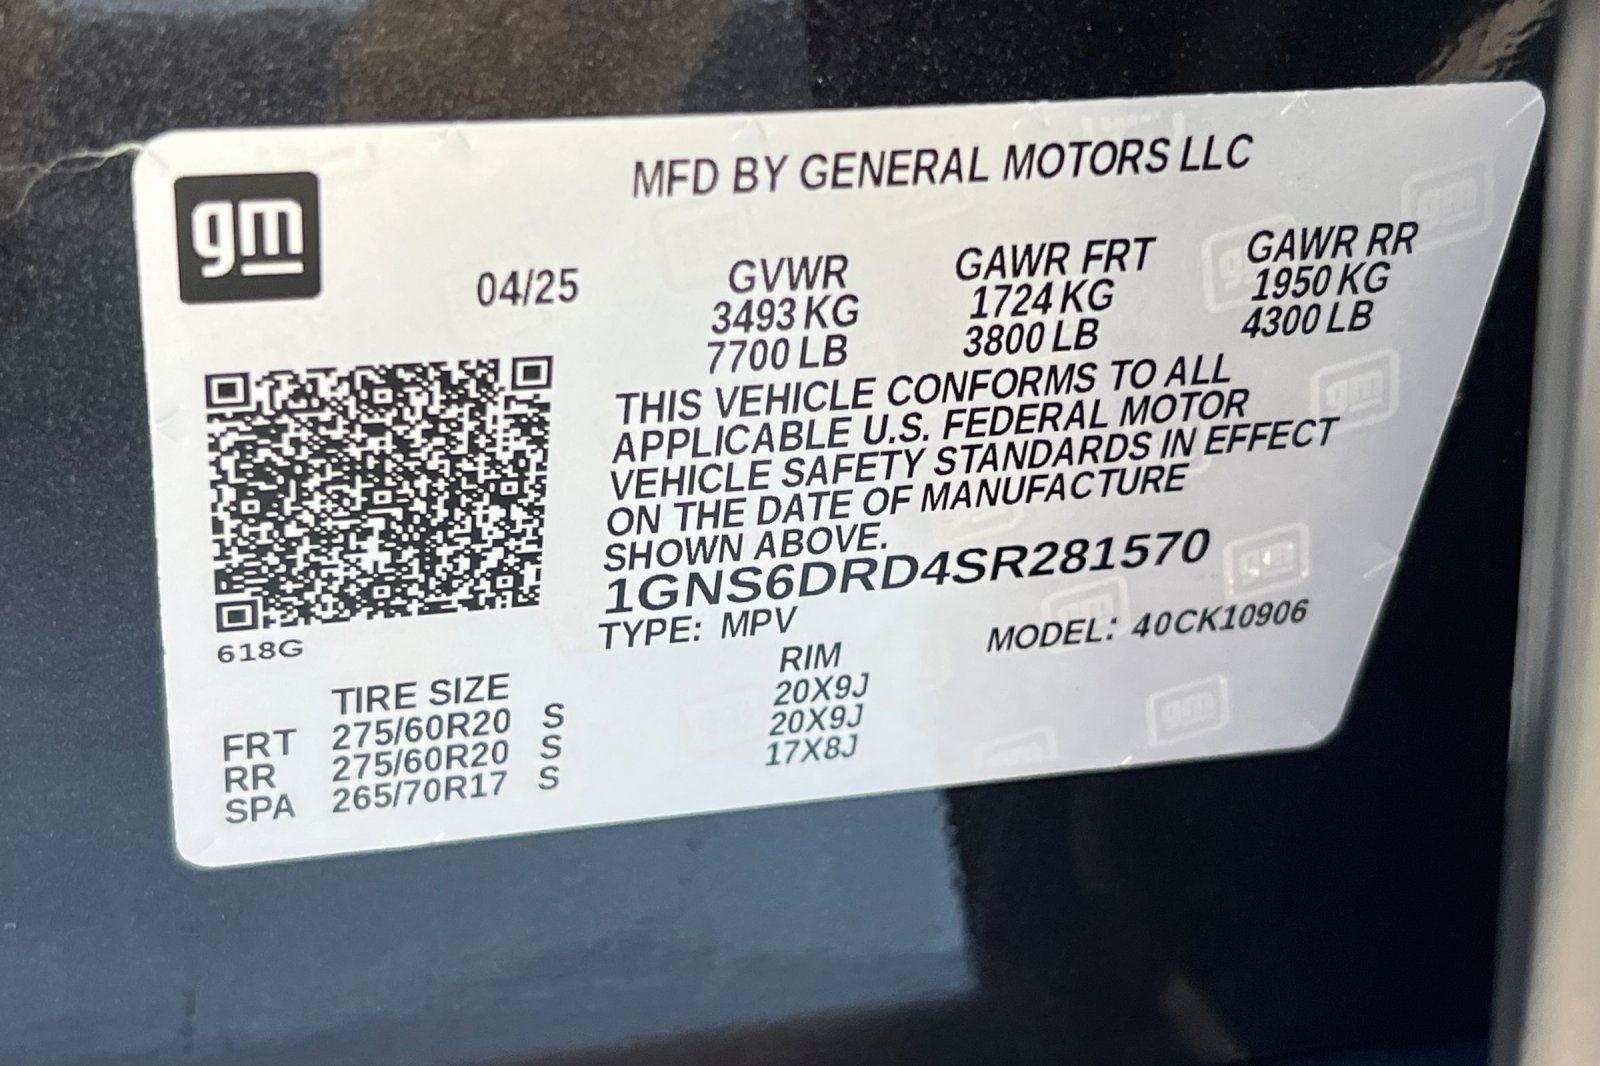 gm
MFD BY GENERAL MOTORS LLC
04/25
GVWR
3493 KG
7700 LB
GAWR FRT
1724 KG
3800 LB
GAWR RR
1950 KG
4300 LB
THIS VEHICLE CONFORMS TO ALL
APPLICABLE U.S. FEDERAL MOTOR
VEHICLE SAFETY STANDARDS IN EFFECT
ON THE DATE OF MANUFACTURE
SHOWN ABOVE.
1GNS6DRD4SR281570
TYPE: MPV
MODEL: 40CK10906
618G
TIRE SIZE RIM
FRT 275/60R20 S 20X9J
RR 275/60R20 S 20X9J
SPA 265/70R17 S 17X8J